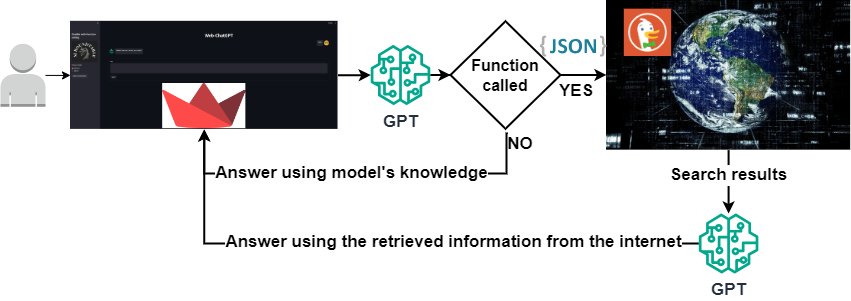 Web ChatGPT
{JSON}
Function
called
YES
GPT
NO
Answer using model's knowledge
Search results
Answer using the retrieved information from the internet
GPT